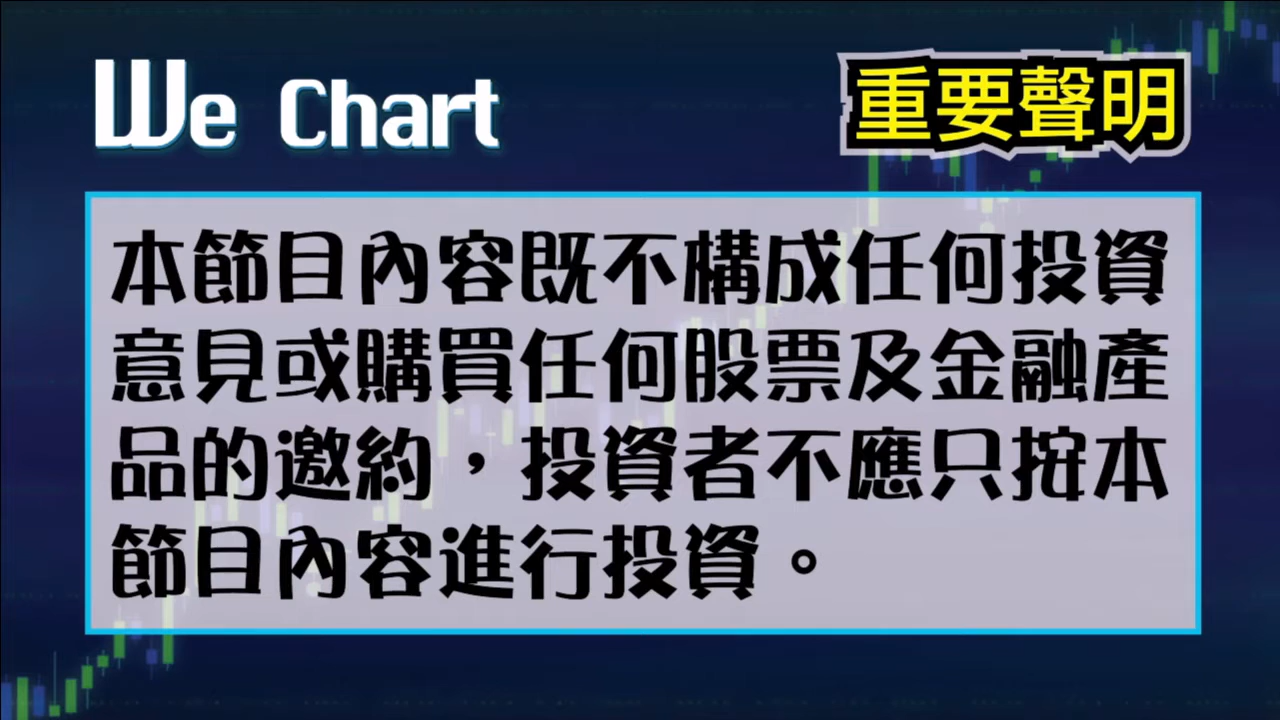 We Chart
重要聲明
本節目內容既不構成任何投資
意見或購買任何股票及金融產
品的邀約，投資者不應只按本
節目內容進行投資。